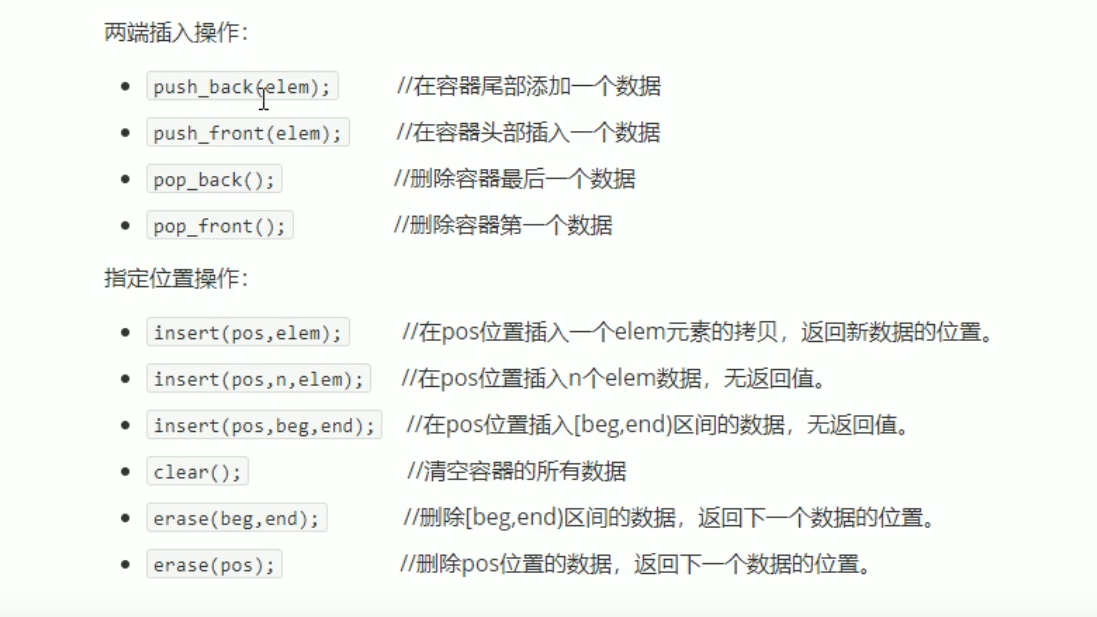 两端插入操作：
push_back(elem); //在容器尾部添加一个数据
push_front(elem); //在容器头部插入一个数据
pop_back(); //删除容器最后一个数据
pop_front(); //删除容器第一个数据
指定位置操作：
insert(pos,elem); //在pos位置插入一个elem元素的拷贝，返回新数据的位置。
insert(pos,n,elem); //在pos位置插入n个elem数据，无返回值。
insert(pos,beg,end); //在pos位置插入[beg,end)区间的数据，无返回值。
clear(); //清空容器的所有数据
erase(beg,end); //删除[beg,end)区间的数据，返回下一个数据的位置。
erase(pos); //删除pos位置的数据，返回下一个数据的位置。